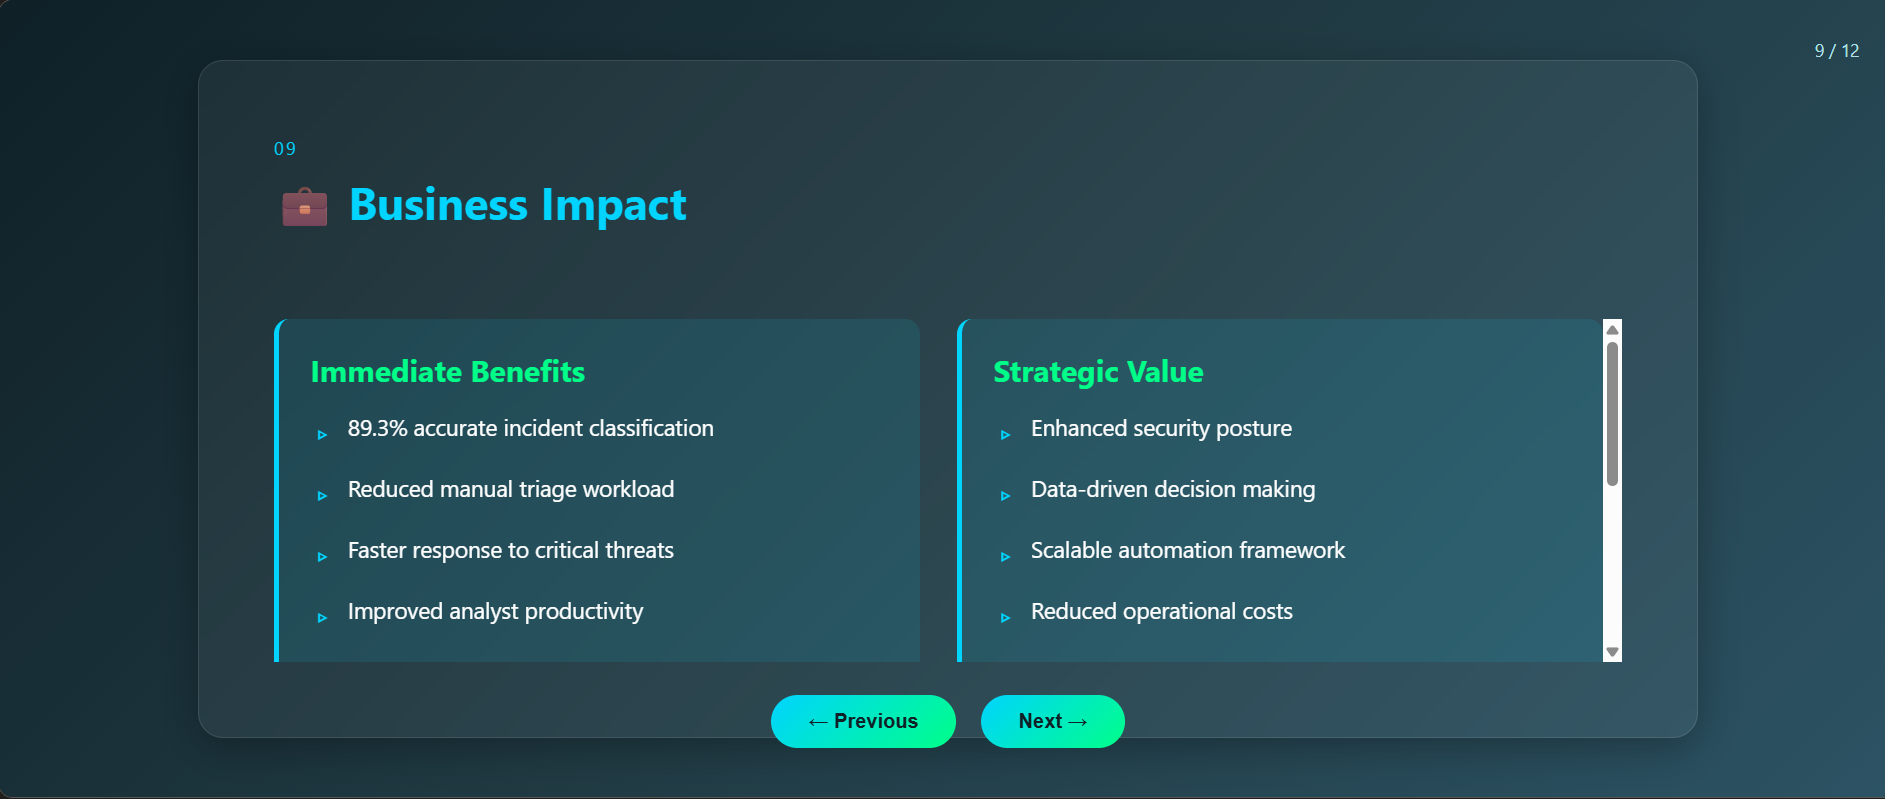 9 / 12
09
Business Impact
Immediate Benefits
▹ 89.3% accurate incident classification
▹ Reduced manual triage workload
▹ Faster response to critical threats
▹ Improved analyst productivity
Strategic Value
▹ Enhanced security posture
▹ Data-driven decision making
▹ Scalable automation framework
▹ Reduced operational costs
← Previous
Next →